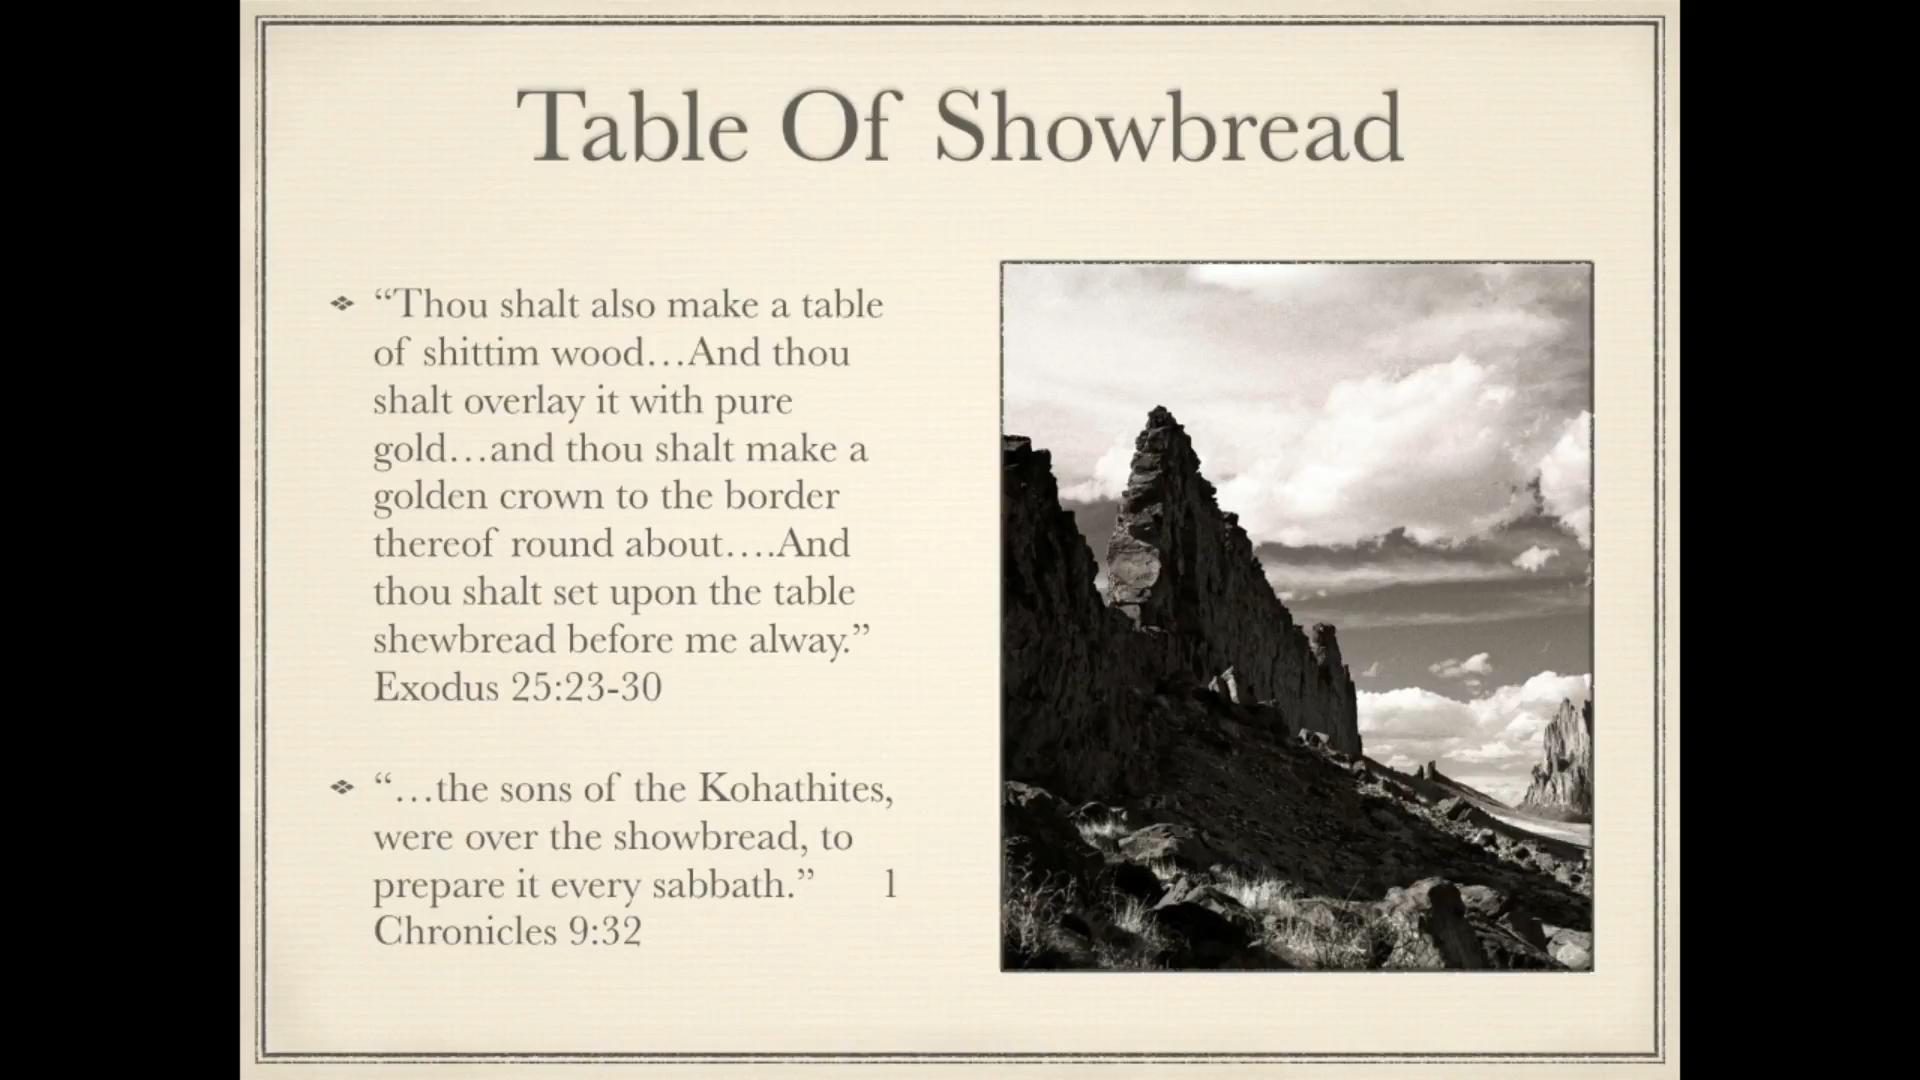 Table Of Showbread
“Thou shalt also make a table
of shittim wood…And thou
shalt overlay it with pure
gold…and thou shalt make a
golden crown to the border
thereof round about….And
thou shalt set upon the table
shewbread before me alway.”
Exodus 25:23-30
“…the sons of the Kohathites,
were over the showbread, to
prepare it every sabbath.” 1
Chronicles 9:32